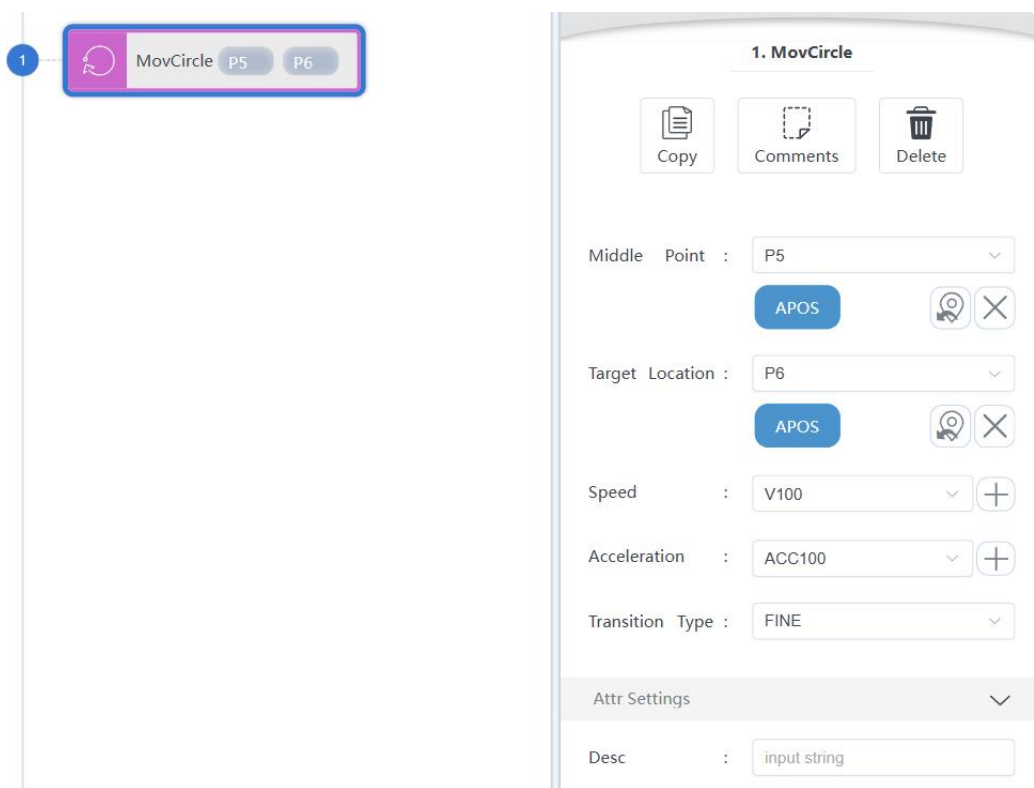 1
MovCircle P5 P6
1. MovCircle
Copy
Comments
Delete
Middle Point : P5
APOS
Target Location : P6
APOS
Speed : V100
Acceleration : ACC100
Transition Type : FINE
Attr Settings
Desc : input string